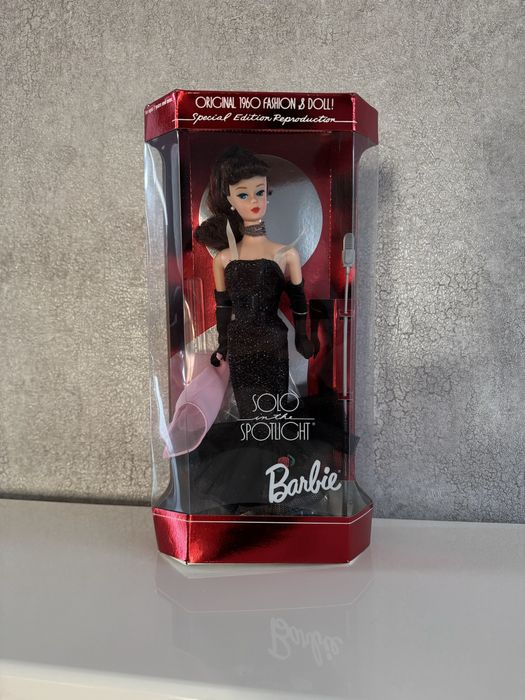 ORIGINAL 1960 FASHION & DOLL!
Special Edition Reproduction
SOLO
in the
SPOTLIGHT®
Barbie®